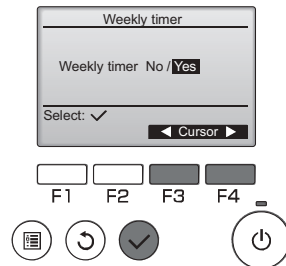 Weekly timer
Weekly timer No / Yes
Select: ✓
◀ Cursor ▶
F1 F2 F3 F4